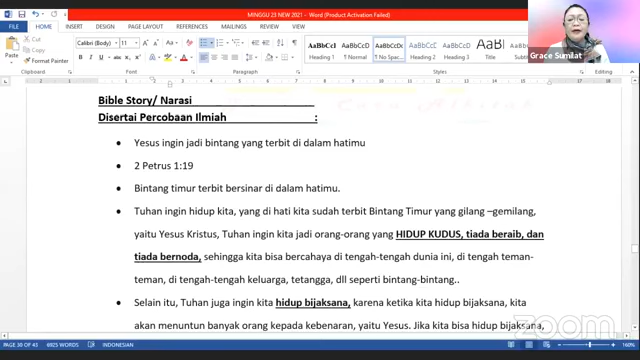 MINGGU 23 NEW 2021 - Word (Product Activation Failed)
FILE HOME INSERT DESIGN PAGE LAYOUT REFERENCES MAILINGS REVIEW VIEW
Paste
Copy
Format Painter
Clipboard
Calibri (Body) 11
Font
Paragraph
AaBbCcI AaBbCcDc AaBbCcDc AaBbCcDc AaBbCcD
Heading 1 ¶ Normal ¶ No Spac... Heading 2 Heading 3 Title
Styles
Grace Sumilat
Bible Story/ Narasi
Disertai Percobaan Ilmiah :
• Yesus ingin jadi bintang yang terbit di dalam hatimu
• 2 Petrus 1:19
• Bintang timur terbit bersinar di dalam hatimu.
• Tuhan ingin hidup kita, yang di hati kita sudah terbit Bintang Timur yang gilang –gemilang,
yaitu Yesus Kristus, Tuhan ingin kita jadi orang-orang yang HIDUP KUDUS, tiada beraib, dan
tiada bernoda, sehingga kita bisa bercahaya di tengah-tengah dunia ini, di tengah teman-
teman, di tengah-tengah keluarga, tetangga, dll seperti bintang-bintang..
• Selain itu, Tuhan juga ingin kita hidup bijaksana, karena ketika kita hidup bijaksana, kita
akan menuntun banyak orang kepada kebenaran, yaitu Yesus. Jika kita bisa hidup bijaksana,
zoom
PAGE 39 OF 43 6925 WORDS INDONESIAN 160%